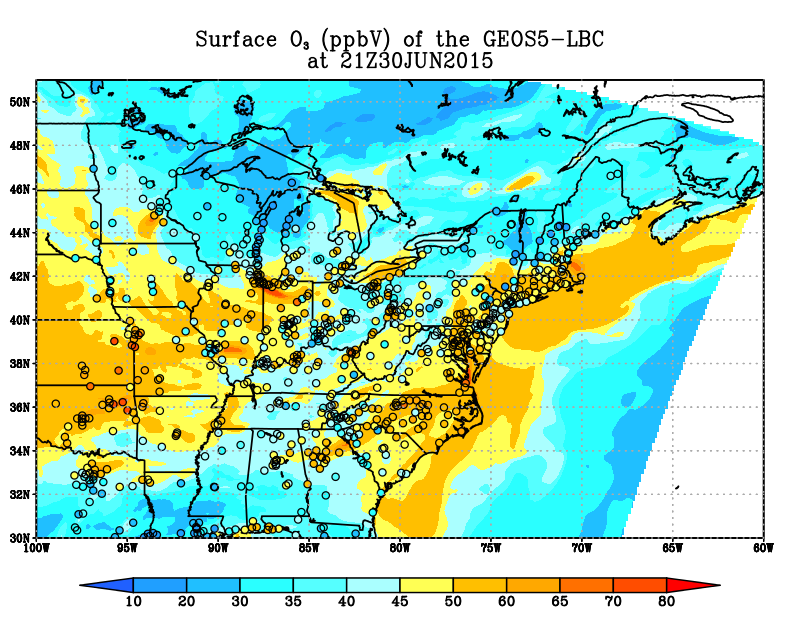 Surface O₃ (ppbV) of the GEOS5-LBC
at 21Z30JUN2015
50N
48N
46N
44N
42N
40N
38N
36N
34N
32N
30N
100W 95W 90W 85W 80W 75W 70W 65W 60W
10 20 30 35 40 45 50 60 65 70 80